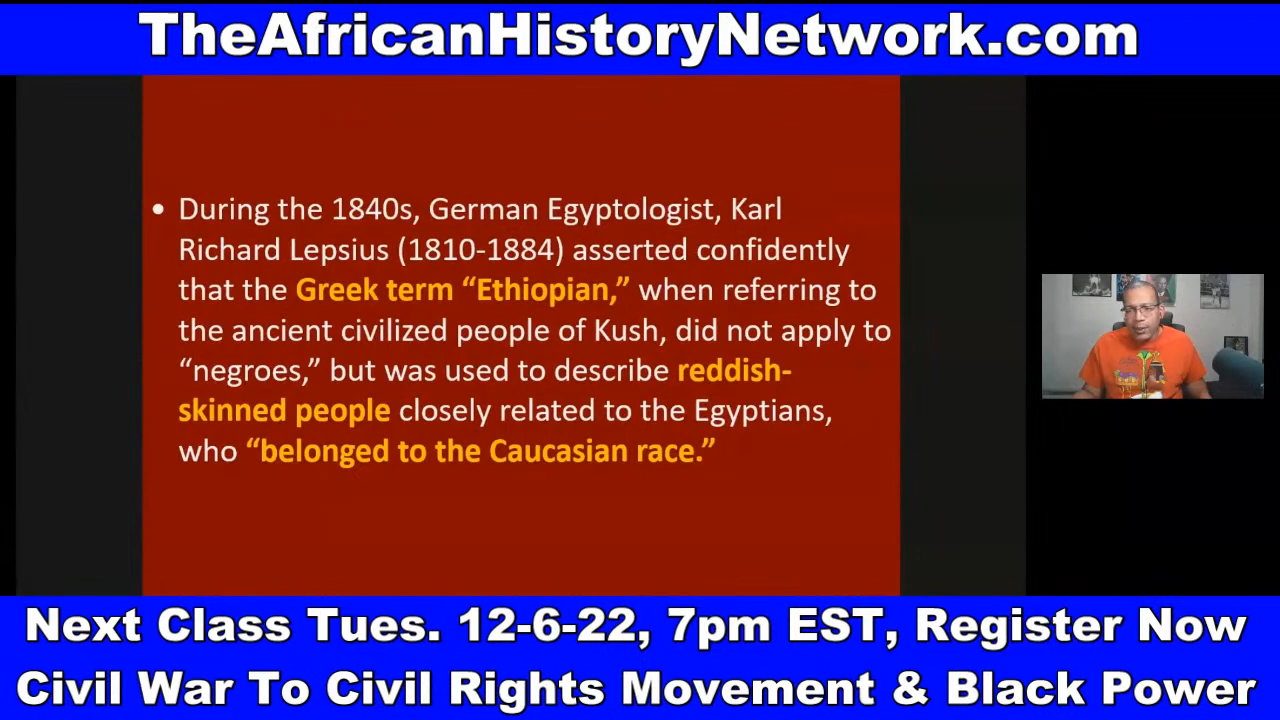 TheAfricanHistoryNetwork.com
• During the 1840s, German Egyptologist, Karl
Richard Lepsius (1810-1884) asserted confidently
that the Greek term “Ethiopian,” when referring to
the ancient civilized people of Kush, did not apply to
“negroes,” but was used to describe reddish-
skinned people closely related to the Egyptians,
who “belonged to the Caucasian race.”
Next Class Tues. 12-6-22, 7pm EST, Register Now
Civil War To Civil Rights Movement & Black Power